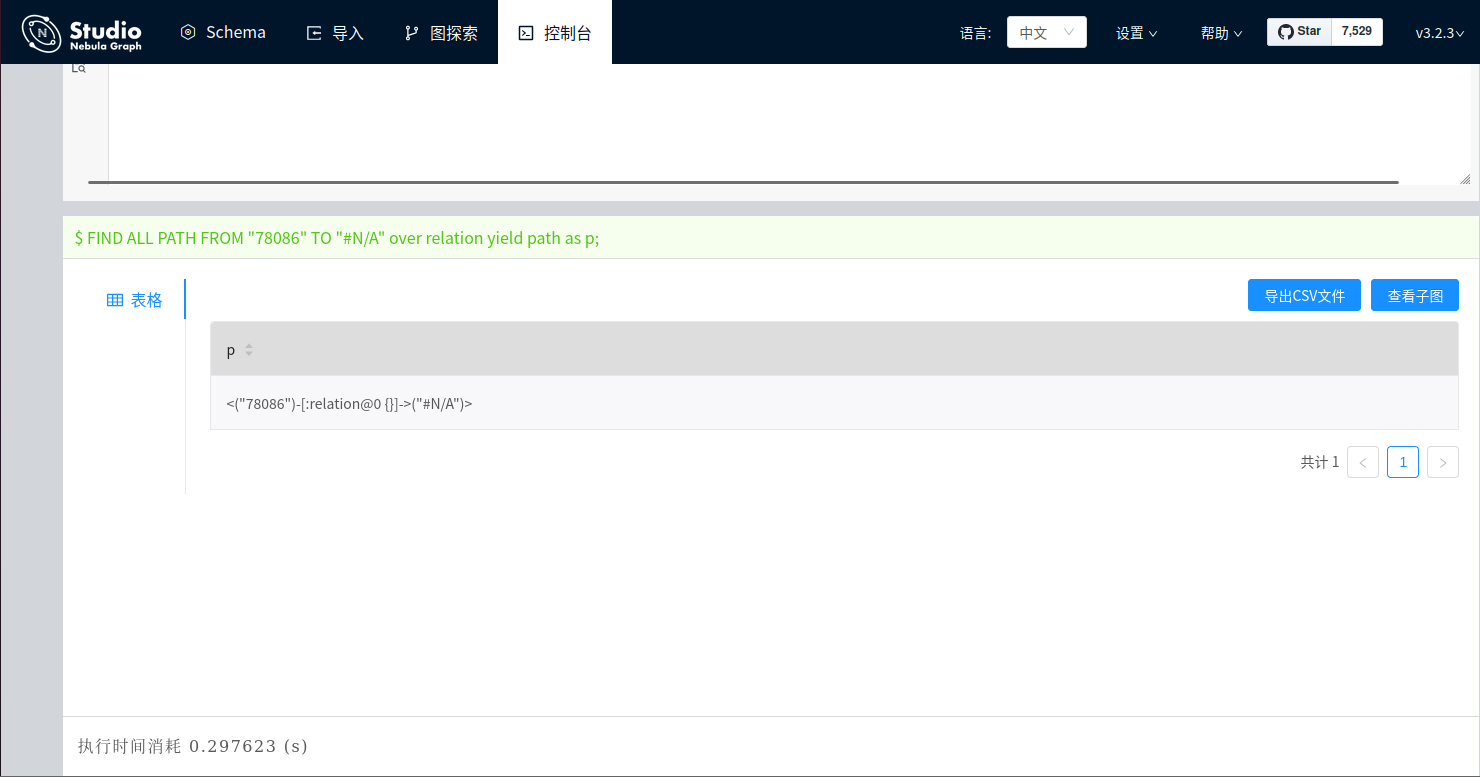 Studio
Nebula Graph
Schema
导入
图探索
控制台
语言:
中文
设置
帮助
Star
7,529
v3.2.3
$ FIND ALL PATH FROM "78086" TO "#N/A" over relation yield path as p;
表格
导出CSV文件
查看子图
p
<("78086")-[:relation@0 {}]->("#N/A")>
共计 1
1
执行时间消耗 0.297623 (s)